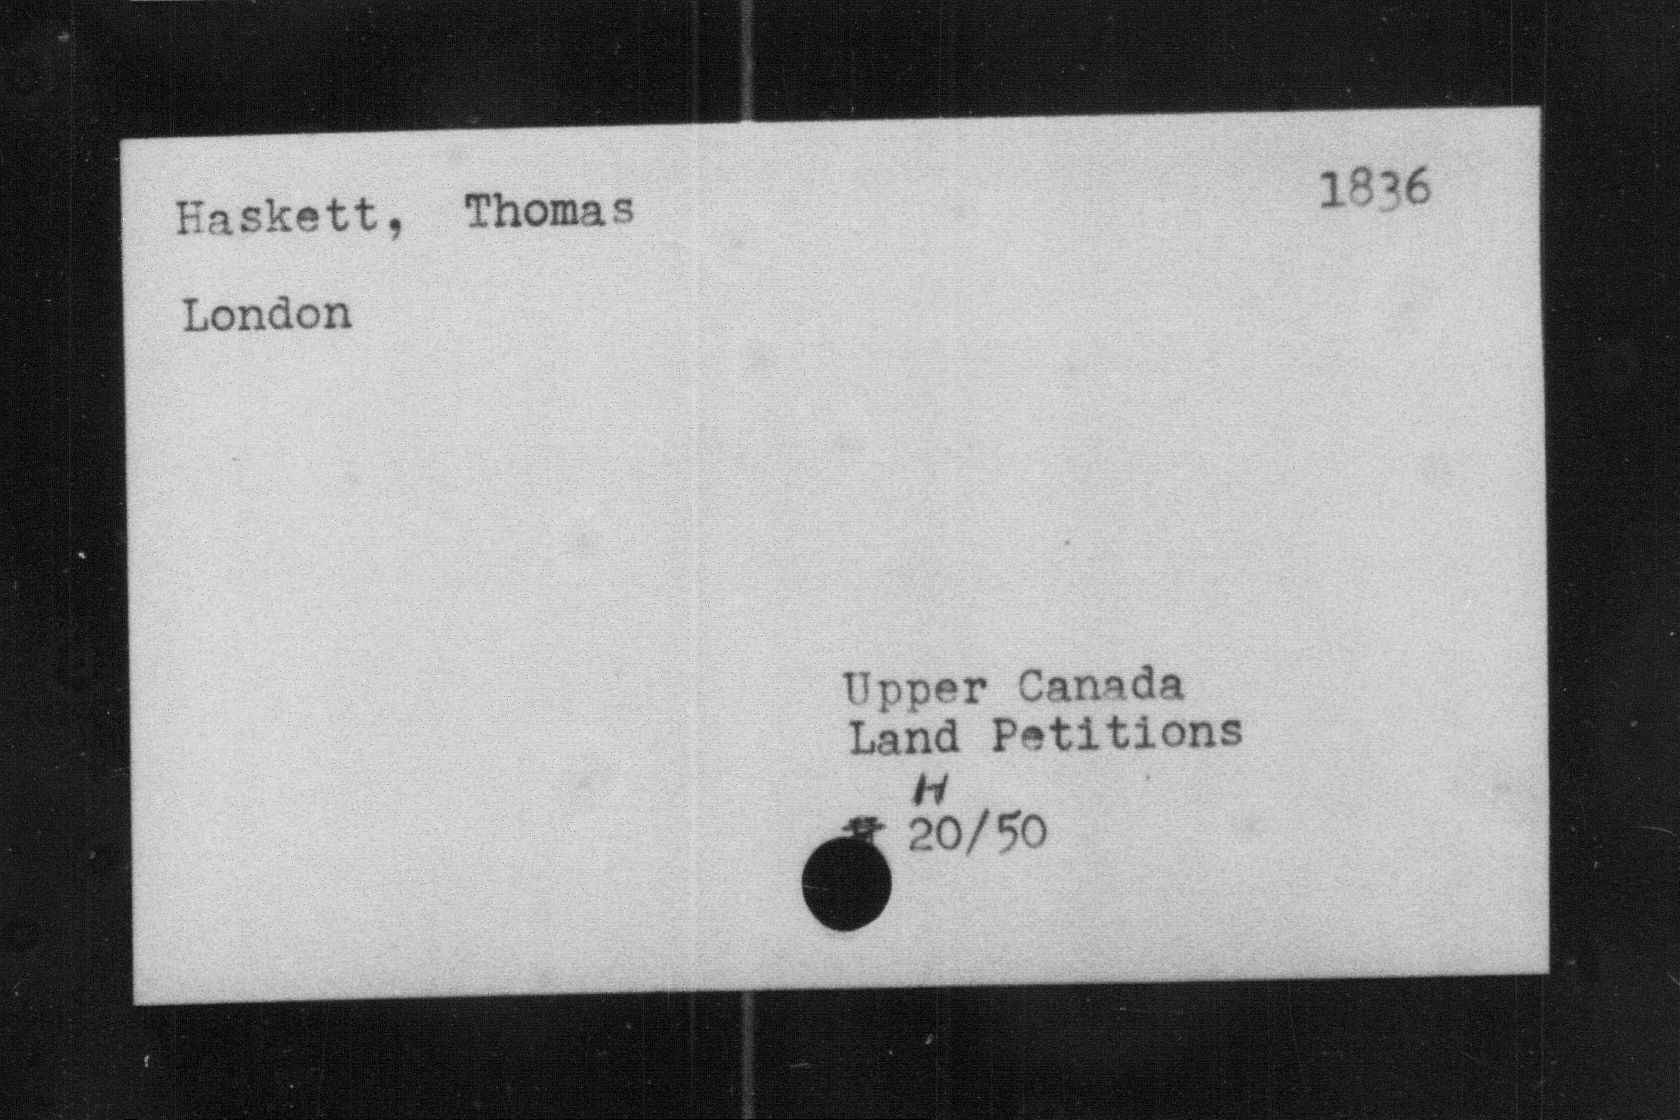 Haskett, Thomas 1836
London
Upper Canada
Land Petitions
H
20/50